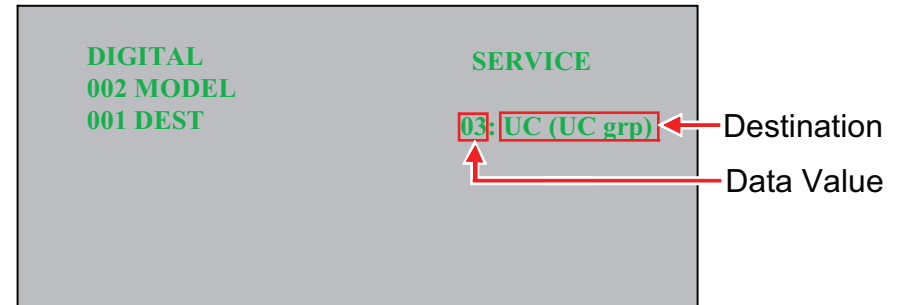 DIGITAL SERVICE
002 MODEL
001 DEST 03: UC (UC grp) Destination
Data Value